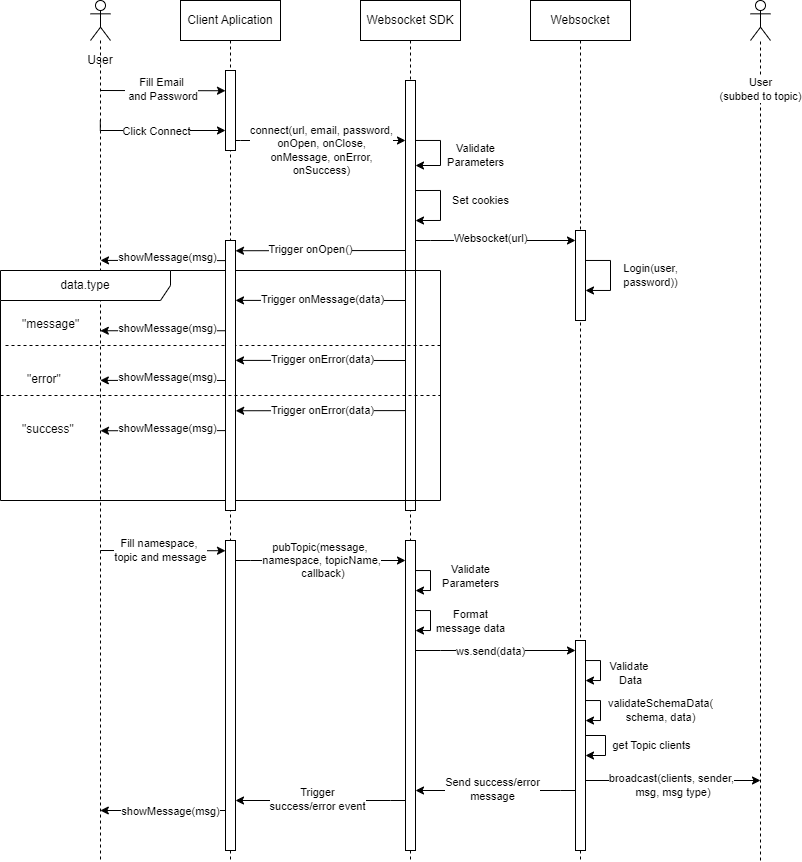 Client Aplication
Websocket SDK
Websocket
User
User
(subbed to topic)
Fill Email
and Password
Click Connect
connect(url, email, password,
onOpen, onClose,
onMessage, onError,
onSuccess)
Validate
Parameters
Set cookies
Websocket(url)
Trigger onOpen()
showMessage(msg)
Login(user,
password))
data.type
Trigger onMessage(data)
"message"
showMessage(msg)
Trigger onError(data)
"error"
showMessage(msg)
Trigger onError(data)
"success"
showMessage(msg)
Fill namespace,
topic and message
pubTopic(message,
namespace, topicName,
callback)
Validate
Parameters
Format
message data
ws.send(data)
Validate
Data
validateSchemaData(
schema, data)
get Topic clients
broadcast(clients, sender,
msg, msg type)
Send success/error
message
Trigger
success/error event
showMessage(msg)